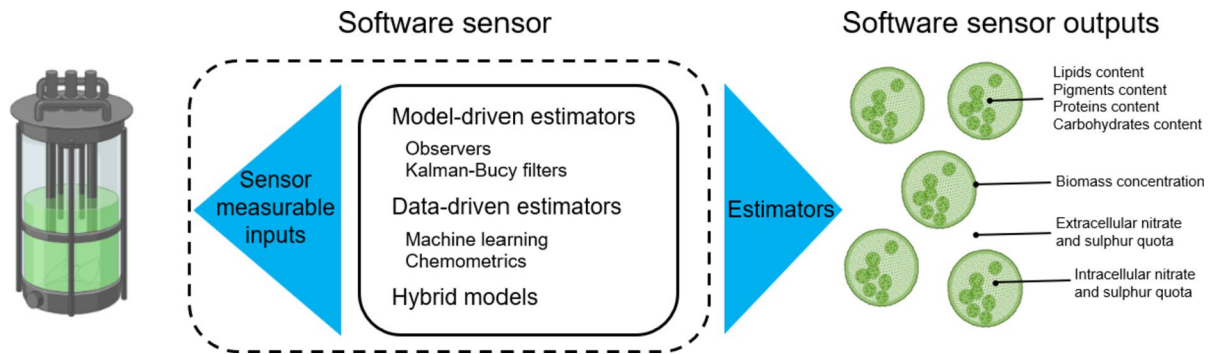 Software sensor
Software sensor outputs
Sensor
measurable
inputs
Model-driven estimators
Observers
Kalman-Bucy filters
Data-driven estimators
Machine learning
Chemometrics
Hybrid models
Estimators
Lipids content
Pigments content
Proteins content
Carbohydrates content
Biomass concentration
Extracellular nitrate
and sulphur quota
Intracellular nitrate
and sulphur quota